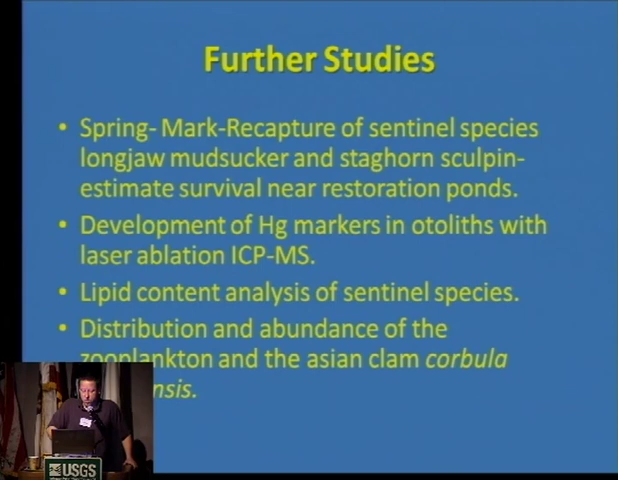 Further Studies
• Spring- Mark-Recapture of sentinel species
longjaw mudsucker and staghorn sculpin-
estimate survival near restoration ponds.
• Development of Hg markers in otoliths with
laser ablation ICP-MS.
• Lipid content analysis of sentinel species.
• Distribution and abundance of the
zooplankton and the asian clam corbula
nsis.
USGS